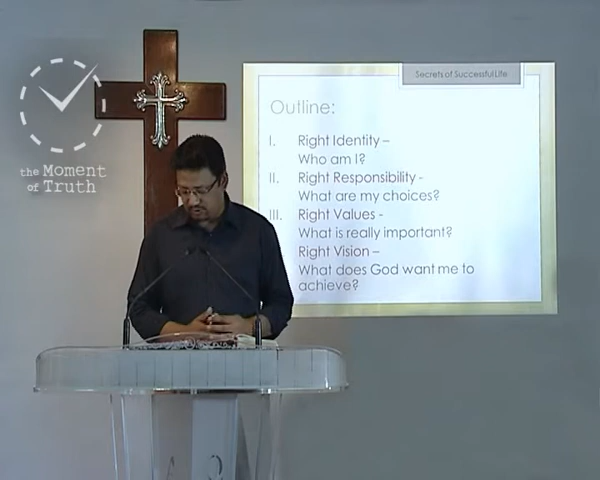 the Moment
of Truth
Secrets of Successful Life
Outline:
I. Right Identity –
Who am I?
II. Right Responsibility -
What are my choices?
III. Right Values -
What is really important?
Right Vision –
What does God want me to
achieve?